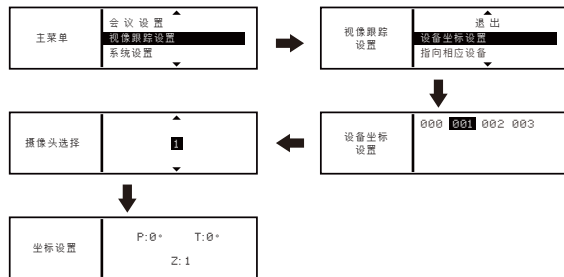 主菜单
会议设置
视像跟踪设置
系统设置
视像跟踪
设置
退出
设备坐标设置
指向相应设备
摄像头选择
1
设备坐标
设置
000 001 002 003
坐标设置
P:0° T:0°
Z:1